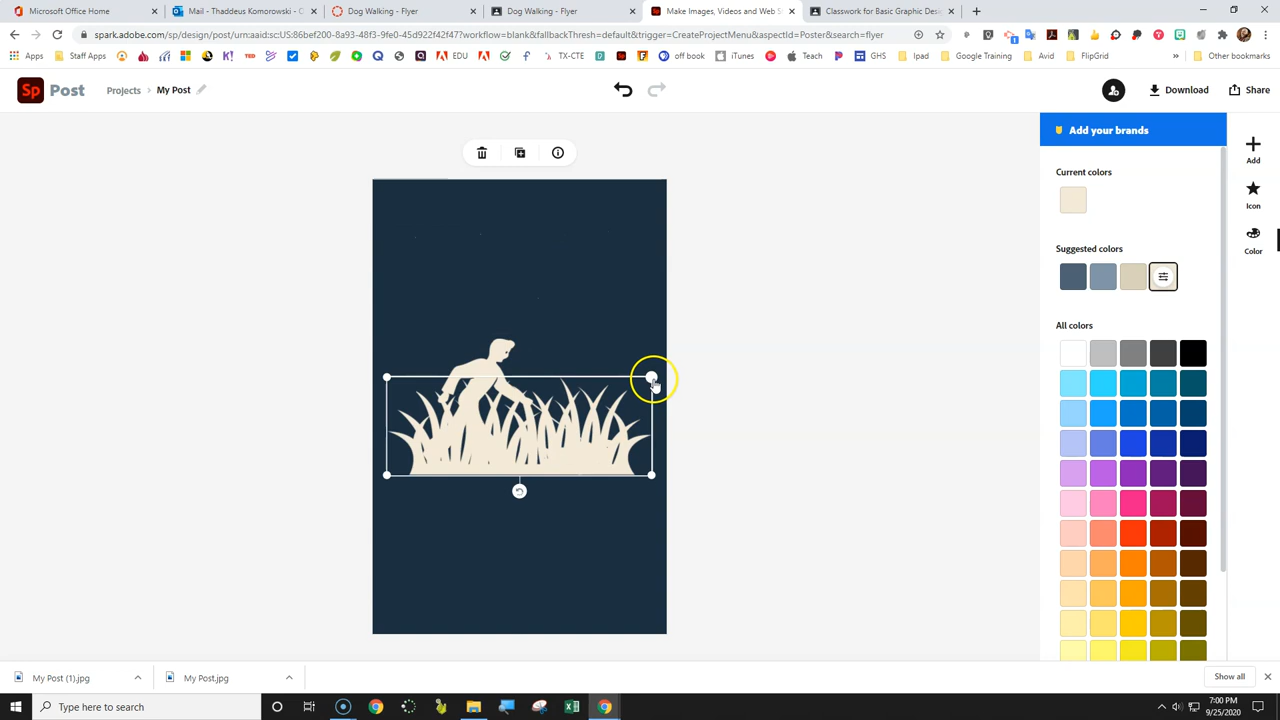 Microsoft Office Home
Mail - Thaddeus Komorowski - O
Dog Walking - Flyer
Dog Walking - Flyer
Make Images, Videos and Web S
Classwork for Basic Graphic Desi
spark.adobe.com/sp/design/post/urn:aaid:sc:US:86bef200-8a93-48f3-9fe0-45d922f42f47?workflow=blank&fallbackThresh=default&trigger=CreateProjectMenu&aspectId=Poster&search=flyer
Apps
Staff Apps
EDU
ADU
TX-CTE
off book
iTunes
Teach
GHS
Ipad
Google Training
Avid
FlipGrid
Other bookmarks
Sp
Post
Projects
My Post
Download
Share
Add your brands
Current colors
Suggested colors
All colors
Add
Icon
Color
My Post (1).jpg
My Post.jpg
Show all
Type here to search
7:00 PM
9/25/2020